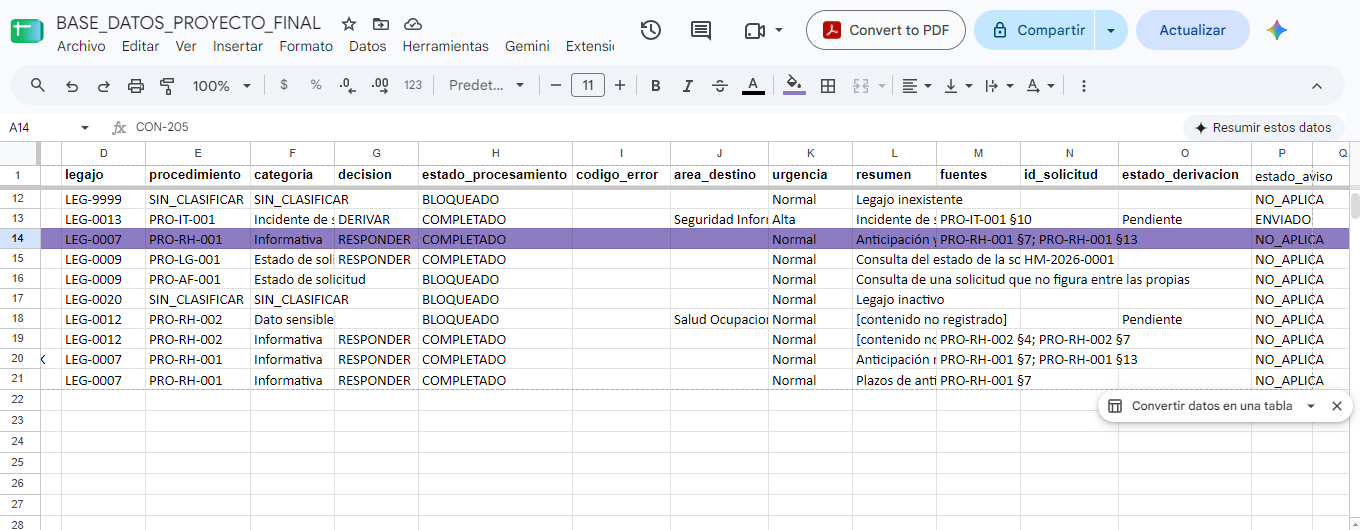 BASE_DATOS_PROYECTO_FINAL
Archivo Editar Ver Insertar Formato Datos Herramientas Gemini Extensi
Convert to PDF
Compartir
Actualizar
100% $ % .0 .00 123 Predet... 11 B I S A
A14 fx CON-205
Resumir estos datos
D E F G H I J K L M N O P Q
1 legajo procedimiento categoria decision estado_procesamiento codigo_error area_destino urgencia resumen fuentes id_solicitud estado_derivacion estado_aviso
12 LEG-9999 SIN_CLASIFICAR SIN_CLASIFICAR BLOQUEADO Normal Legajo inexistente NO_APLICA
13 LEG-0013 PRO-IT-001 Incidente de s DERIVAR COMPLETADO Seguridad Inforr Alta Incidente de s PRO-IT-001 §10 Pendiente ENVIADO
14 LEG-0007 PRO-RH-001 Informativa RESPONDER COMPLETADO Normal Anticipación y PRO-RH-001 §7; PRO-RH-001 §13 NO_APLICA
15 LEG-0009 PRO-LG-001 Estado de soli RESPONDER COMPLETADO Normal Consulta del estado de la so HM-2026-0001 NO_APLICA
16 LEG-0009 PRO-AF-001 Estado de solicitud BLOQUEADO Normal Consulta de una solicitud que no figura entre las propias NO_APLICA
17 LEG-0020 SIN_CLASIFICAR SIN_CLASIFICAR BLOQUEADO Normal Legajo inactivo NO_APLICA
18 LEG-0012 PRO-RH-002 Dato sensible BLOQUEADO Salud Ocupacion Normal [contenido no registrado] Pendiente NO_APLICA
19 LEG-0012 PRO-RH-002 Informativa RESPONDER COMPLETADO Normal [contenido no PRO-RH-002 §4; PRO-RH-002 §7 NO_APLICA
20 LEG-0007 PRO-RH-001 Informativa RESPONDER COMPLETADO Normal Anticipación r PRO-RH-001 §7; PRO-RH-001 §13 NO_APLICA
21 LEG-0007 PRO-RH-001 Informativa RESPONDER COMPLETADO Normal Plazos de anti PRO-RH-001 §7 NO_APLICA
22
Convertir datos en una tabla
23
24
25
26
27
28